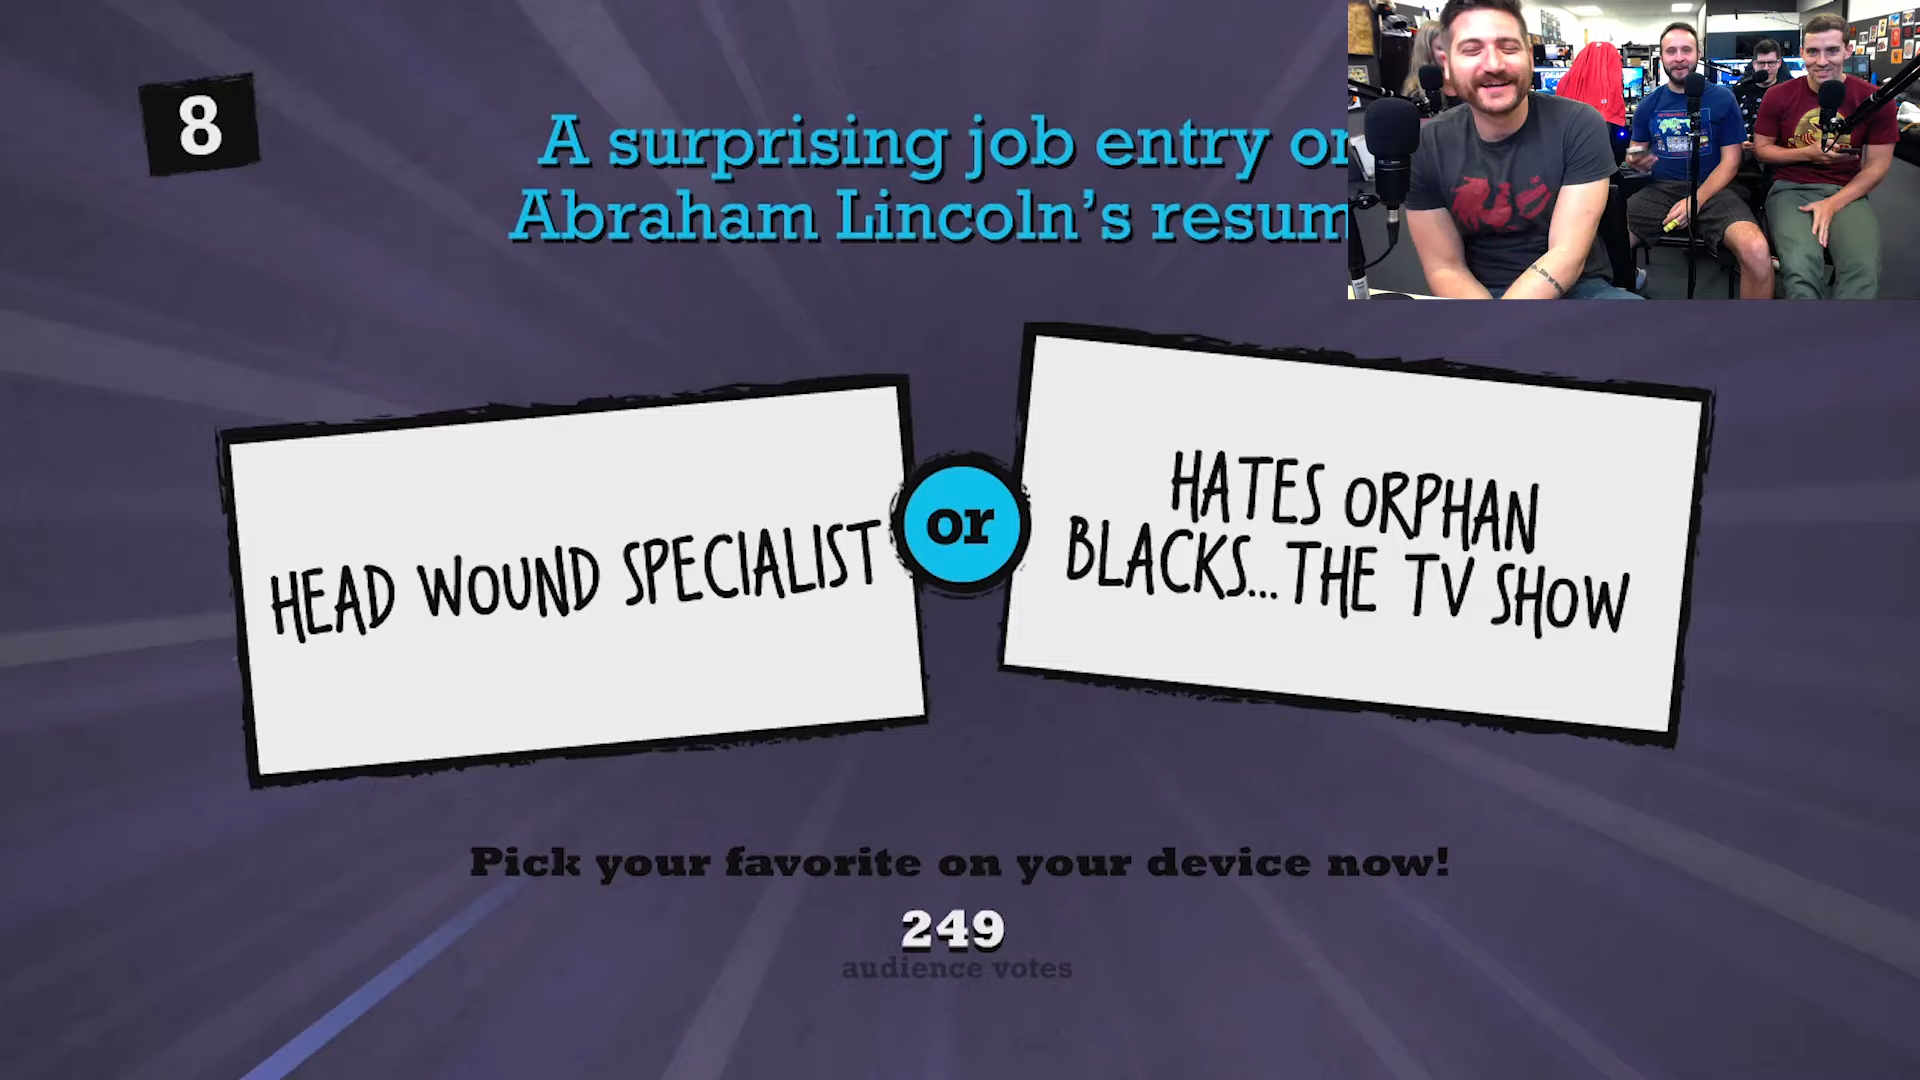 8
A surprising job entry on
Abraham Lincoln's resum
HEAD WOUND SPECIALIST
or
HATES ORPHAN
BLACKS...THE TV SHOW
Pick your favorite on your device now!
249
audience votes